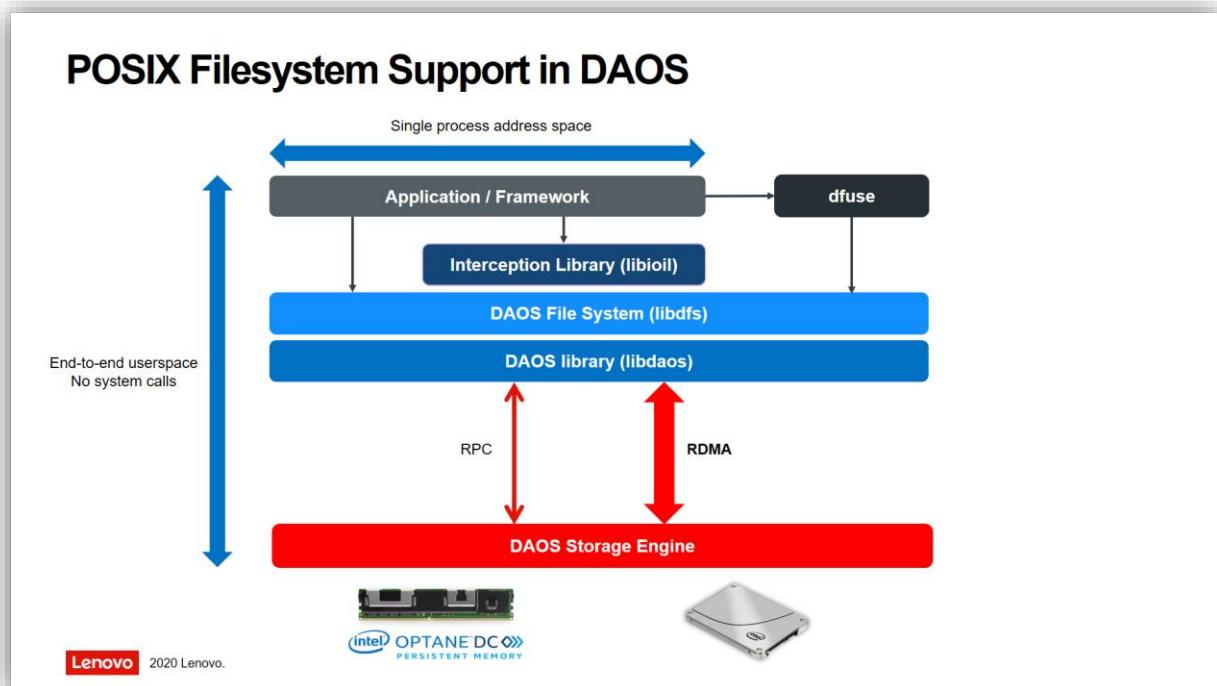 POSIX Filesystem Support in DAOS
Single process address space
Application / Framework
dfuse
Interception Library (libioil)
DAOS File System (libdfs)
DAOS library (libdaos)
End-to-end userspace
No system calls
RPC
RDMA
DAOS Storage Engine
intel OPTANE DC
PERSISTENT MEMORY
intel
Lenovo 2020 Lenovo.